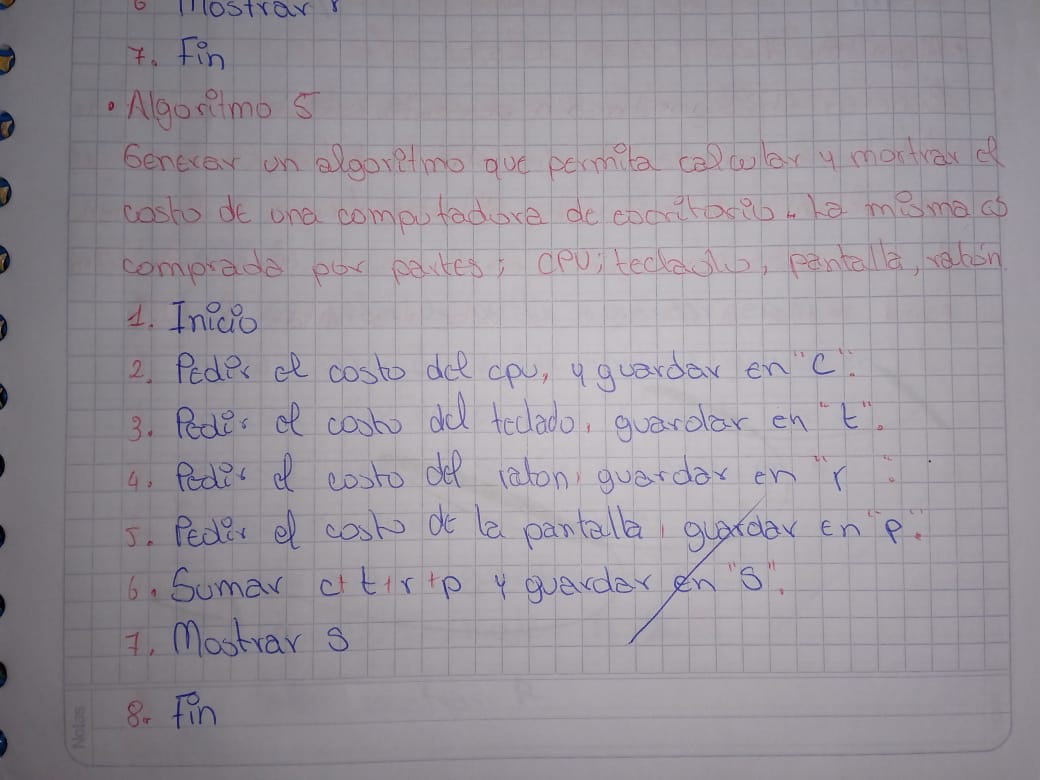 6 Mostrar r
7. Fin
• Algoritmo 5
Generar un algoritmo que permita calcular y mostrar el
costo de una computadora de escritorio. La misma es
comprada por partes; CPU; teclado, pantalla, ratón
1. Inicio
2. Pedir el costo del cpu, y guardar en "C".
3. Pedir el costo del teclado, guardar en "t".
4. Pedir el costo del raton, guardar en "r".
5. Pedir el costo de la pantalla, guardar en "p".
6. Sumar c+t+r+p y guardar en "S".
7. Mostrar S
8. Fin
Notas